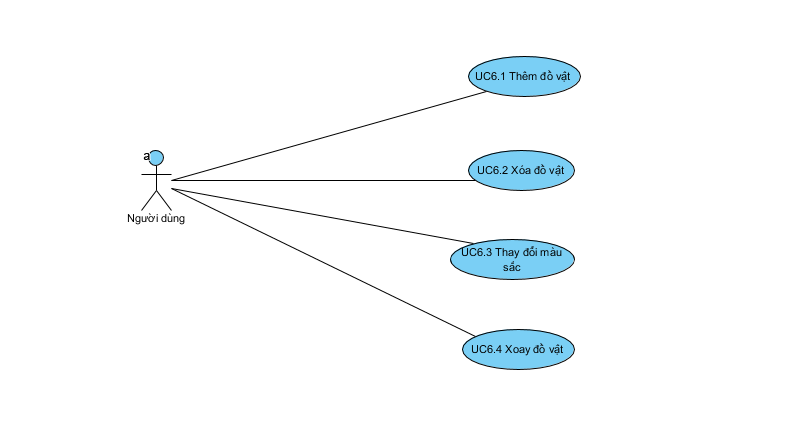 UC6.1 Thêm đồ vật
a
UC6.2 Xóa đồ vật
Người dùng
UC6.3 Thay đổi màu
sắc
UC6.4 Xoay đồ vật